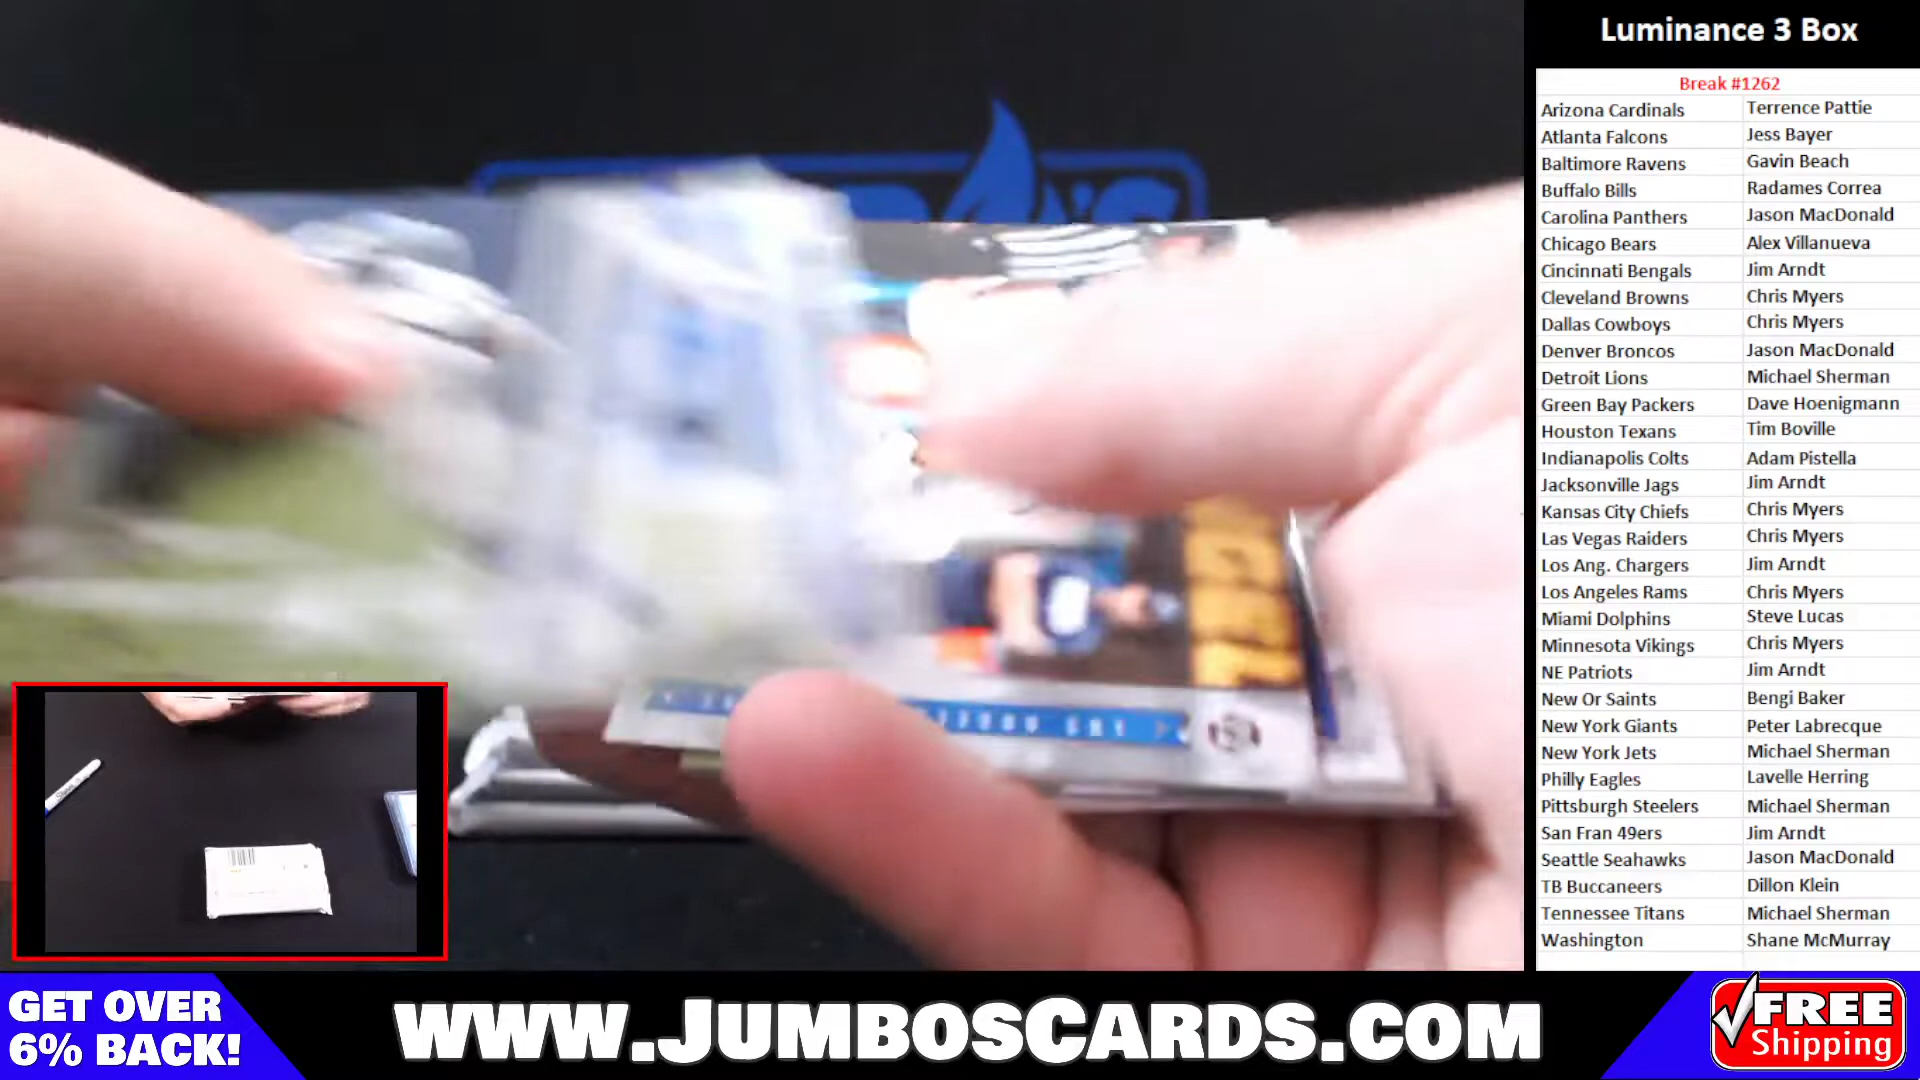 Luminance 3 Box
Break #1262
Arizona Cardinals Terrence Pattie
Atlanta Falcons Jess Bayer
Baltimore Ravens Gavin Beach
Buffalo Bills Radames Correa
Carolina Panthers Jason MacDonald
Chicago Bears Alex Villanueva
Cincinnati Bengals Jim Arndt
Cleveland Browns Chris Myers
Dallas Cowboys Chris Myers
Denver Broncos Jason MacDonald
Detroit Lions Michael Sherman
Green Bay Packers Dave Hoenigmann
Houston Texans Tim Boville
Indianapolis Colts Adam Pistella
Jacksonville Jags Jim Arndt
Kansas City Chiefs Chris Myers
Las Vegas Raiders Chris Myers
Los Ang. Chargers Jim Arndt
Los Angeles Rams Chris Myers
Miami Dolphins Steve Lucas
Minnesota Vikings Chris Myers
NE Patriots Jim Arndt
New Or Saints Bengi Baker
New York Giants Peter Labrecque
New York Jets Michael Sherman
Philly Eagles Lavelle Herring
Pittsburgh Steelers Michael Sherman
San Fran 49ers Jim Arndt
Seattle Seahawks Jason MacDonald
TB Buccaneers Dillon Klein
Tennessee Titans Michael Sherman
Washington Shane McMurray
GET OVER
6% BACK!
WWW.JUMBOSCARDS.COM
FREE
Shipping